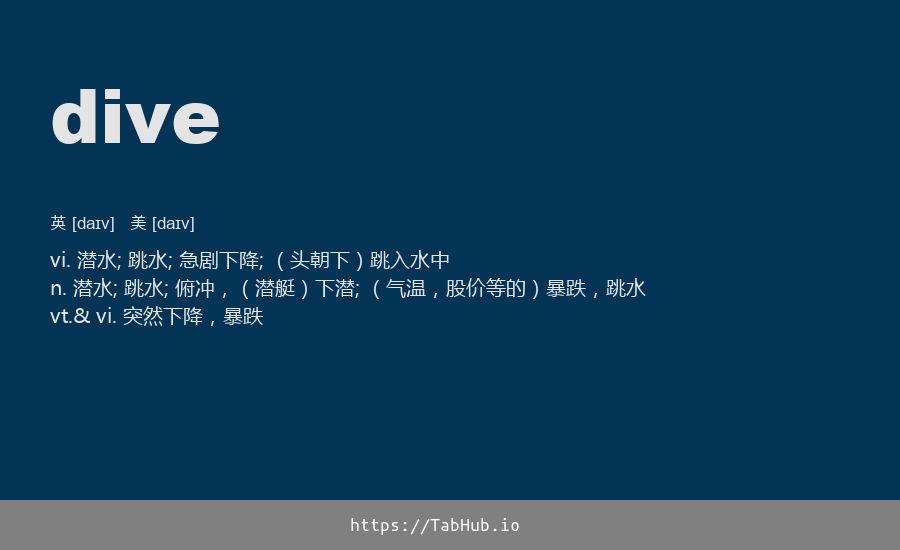 dive
英 [daɪv] 美 [daɪv]
vi. 潜水; 跳水; 急剧下降; （头朝下）跳入水中
n. 潜水; 跳水; 俯冲，（潜艇）下潜; （气温，股价等的）暴跌，跳水
vt.& vi. 突然下降，暴跌
https://TabHub.io